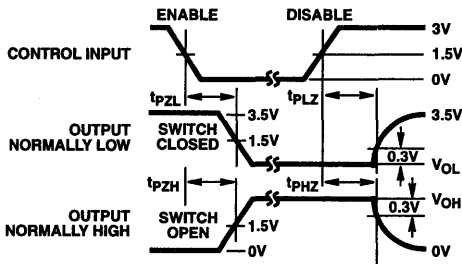 ENABLE
DISABLE
CONTROL INPUT
3V
1.5V
0V
tPZL
tPLZ
OUTPUT
NORMALLY LOW
SWITCH
CLOSED
3.5V
1.5V
3.5V
0.3V
VOL
tPZH
tPHZ
OUTPUT
NORMALLY HIGH
SWITCH
OPEN
1.5V
0V
VOH
0.3V
0V